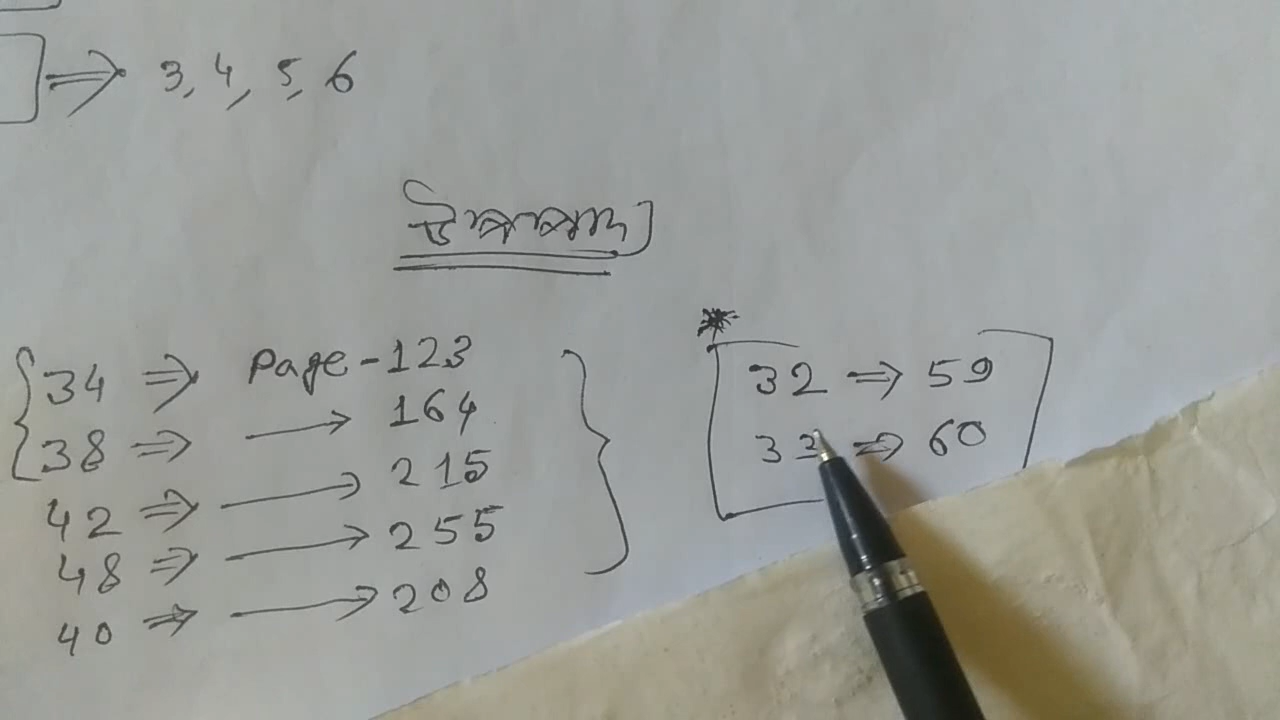 ⇒ 3, 4, 5, 6
উপপাদ্য
34 ⇒ Page - 123
38 ⇒ → 164
42 ⇒ → 215
48 ⇒ → 255
40 ⇒ → 208
* 32 ⇒ 59
33 ⇒ 60